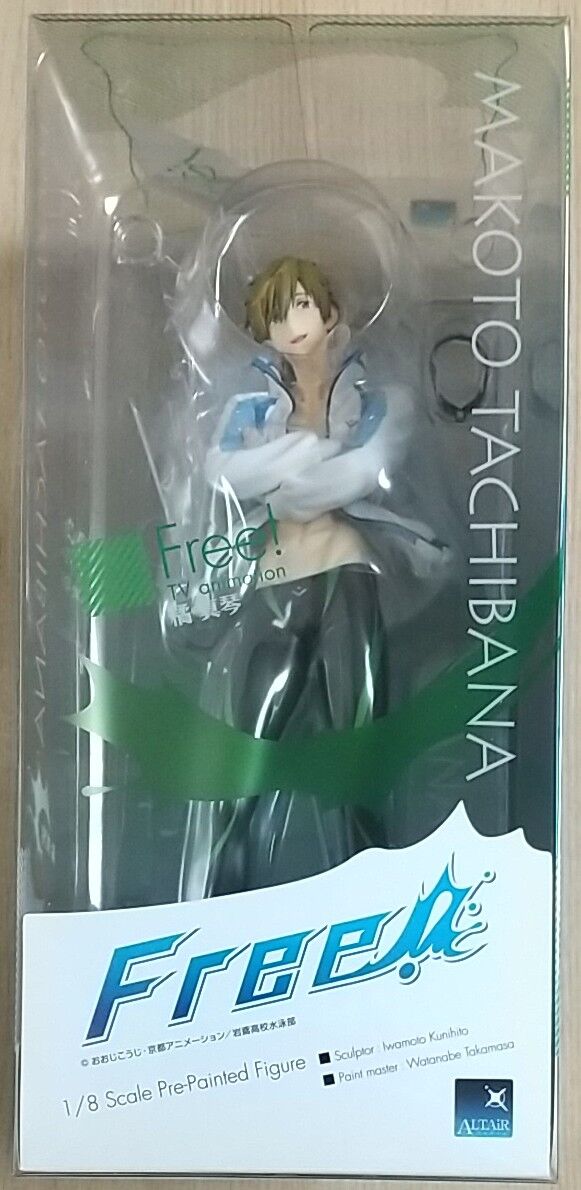 MAKOTO TACHIBANA
Free!
TV animation
橘 真琴
Free!
© おおじこうじ・京都アニメーション/岩鳶高校水泳部
1/8 Scale Pre-Painted Figure
■ Sculptor : Iwamoto Kunihito
■ Paint master : Watanabe Takamasa
ALTAiR